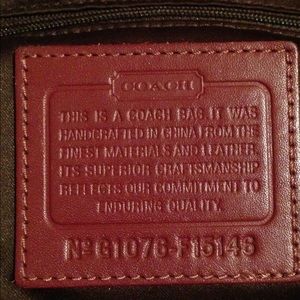 COACH
THIS IS A COACH BAG. IT WAS
HANDCRAFTED IN CHINA FROM THE
FINEST MATERIALS AND LEATHER.
ITS SUPERIOR CRAFTSMANSHIP
REFLECTS OUR COMMITMENT TO
ENDURING QUALITY.
Nº G1076-F15146